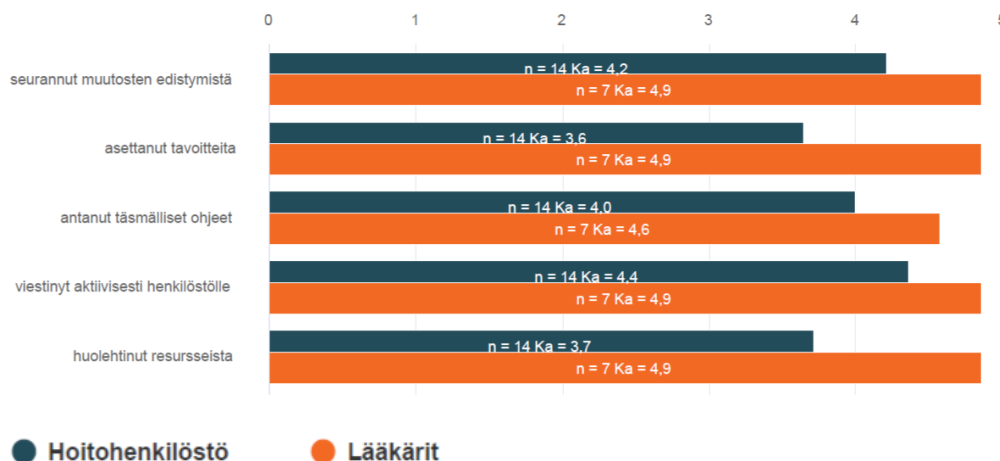 0 1 2 3 4 5
seurannut muutosten edistymistä
n = 14 Ka = 4,2
n = 7 Ka = 4,9
asettanut tavoitteita
n = 14 Ka = 3,6
n = 7 Ka = 4,9
antanut täsmälliset ohjeet
n = 14 Ka = 4,0
n = 7 Ka = 4,6
viestinyt aktiivisesti henkilöstölle
n = 14 Ka = 4,4
n = 7 Ka = 4,9
huolehtinut resursseista
n = 14 Ka = 3,7
n = 7 Ka = 4,9
Hoitohenkilöstö Lääkärit